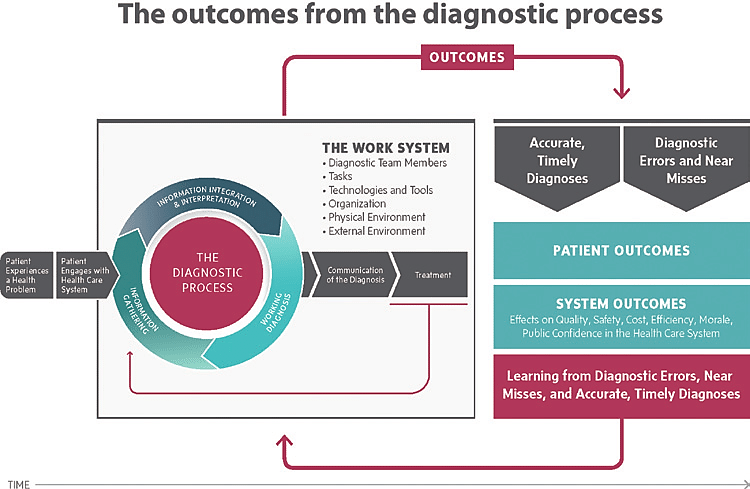 The outcomes from the diagnostic process
OUTCOMES
THE WORK SYSTEM
• Diagnostic Team Members
• Tasks
• Technologies and Tools
• Organization
• Physical Environment
• External Environment
Patient
Experiences
a Health
Problem
Patient
Engages with
Health Care
System
INFORMATION INTEGRATION
& INTERPRETATION
INFORMATION
GATHERING
WORKING
DIAGNOSIS
THE
DIAGNOSTIC
PROCESS
Communication
of the Diagnosis
Treatment
Accurate,
Timely
Diagnoses
Diagnostic
Errors and Near
Misses
PATIENT OUTCOMES
SYSTEM OUTCOMES
Effects on Quality, Safety, Cost, Efficiency, Morale,
Public Confidence in the Health Care System
Learning from Diagnostic Errors, Near
Misses, and Accurate, Timely Diagnoses
TIME